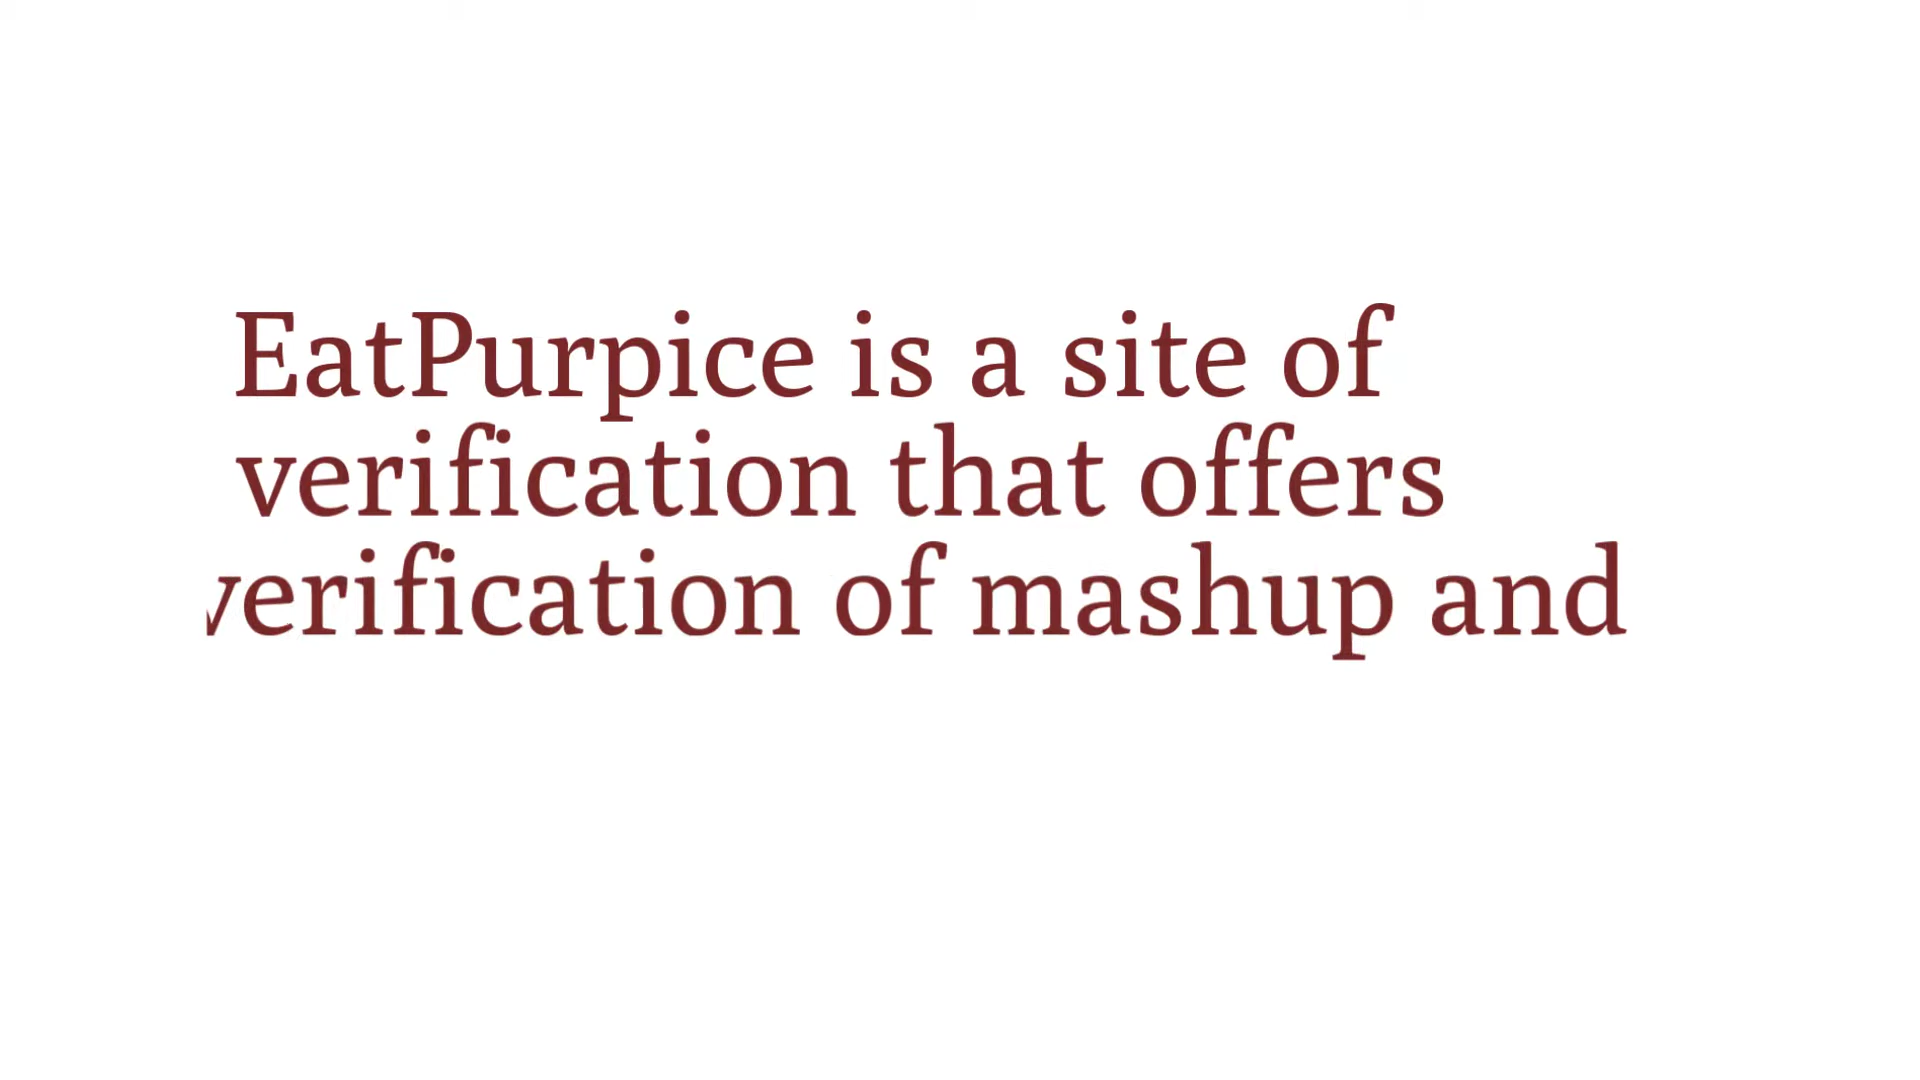 EatPurpice is a site of
verification that offers
verification of mashup and